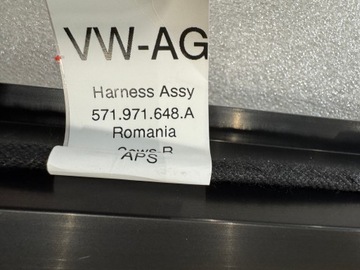 VW-AG
Harness Assy
571.971.648.A
Romania
APS